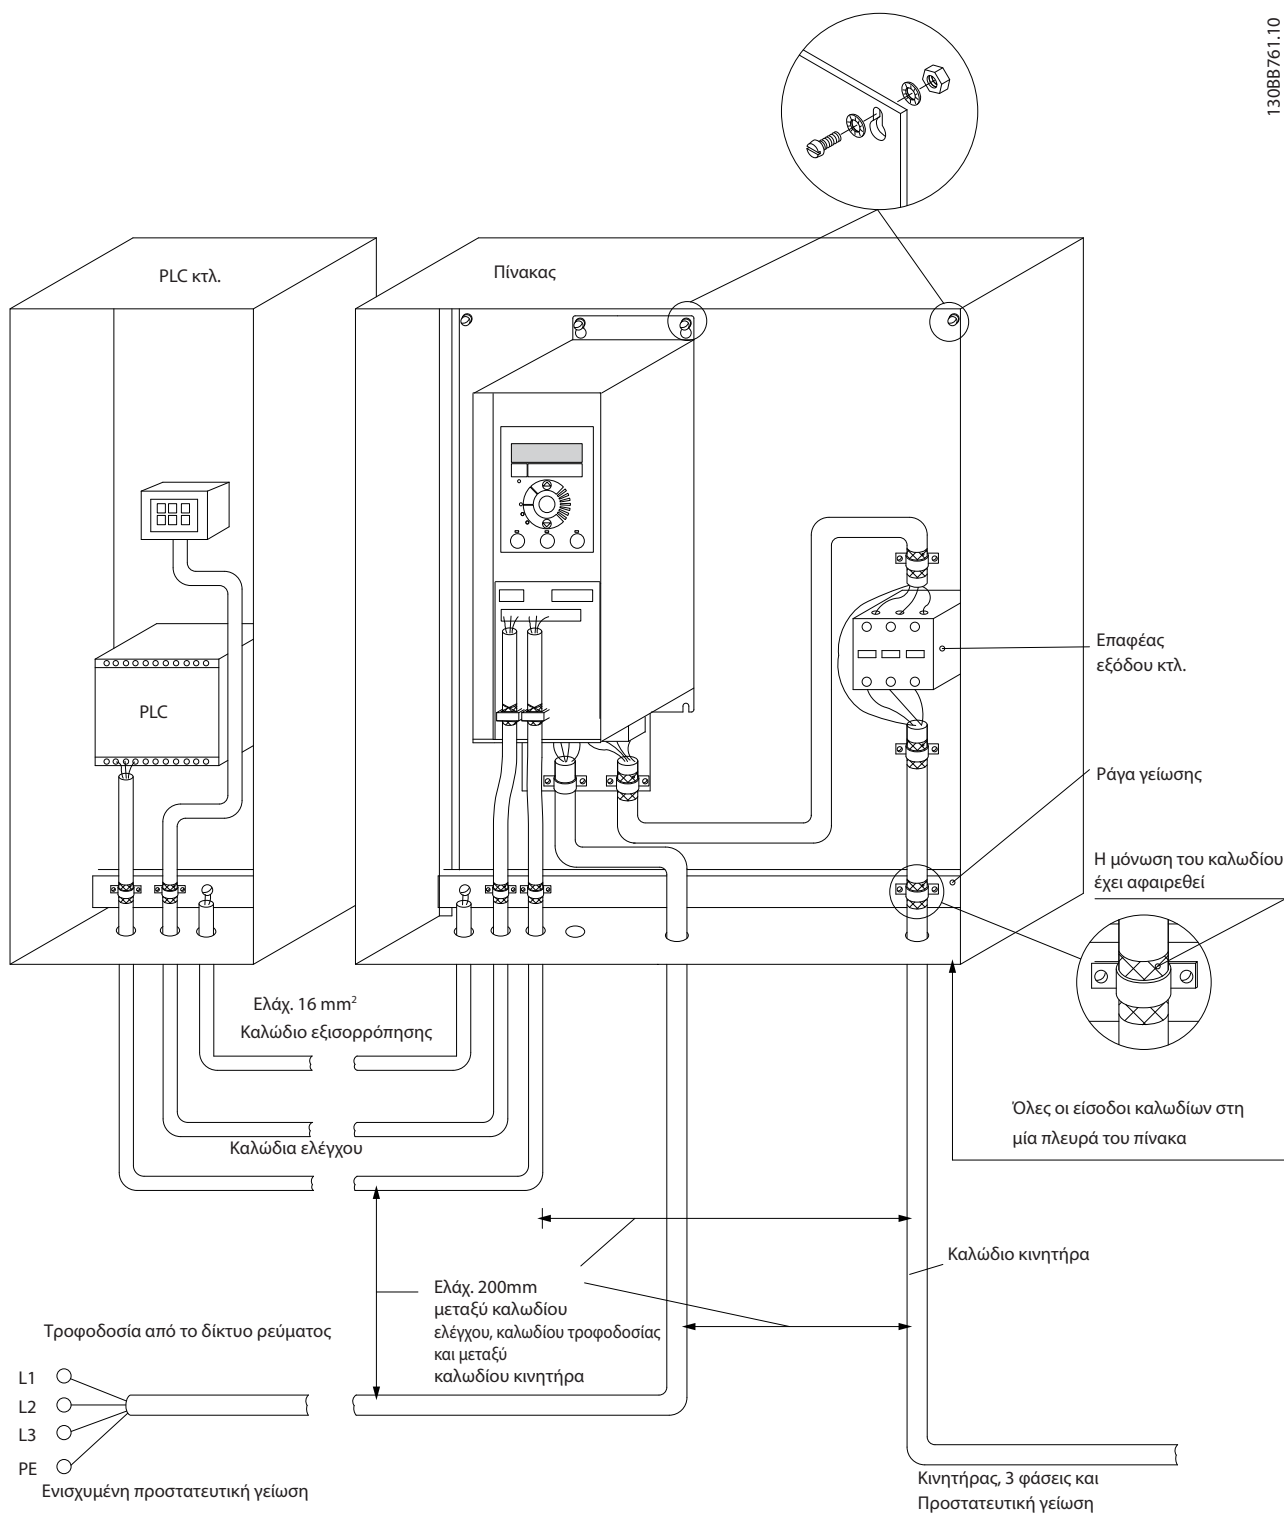 130BB761.10
PLC κτλ.
Πίνακας
PLC
Επαφέας
εξόδου κτλ.
Ράγα γείωσης
Η μόνωση του καλωδίου
έχει αφαιρεθεί
Ελάχ. 16 mm²
Καλώδιο εξισορρόπησης
Όλες οι είσοδοι καλωδίων στη
μία πλευρά του πίνακα
Καλώδια ελέγχου
Καλώδιο κινητήρα
Ελάχ. 200mm
μεταξύ καλωδίου
ελέγχου, καλωδίου τροφοδοσίας
και μεταξύ
καλωδίου κινητήρα
Τροφοδοσία από το δίκτυο ρεύματος
L1
L2
L3
PE
Ενισχυμένη προστατευτική γείωση
Κινητήρας, 3 φάσεις και
Προστατευτική γείωση